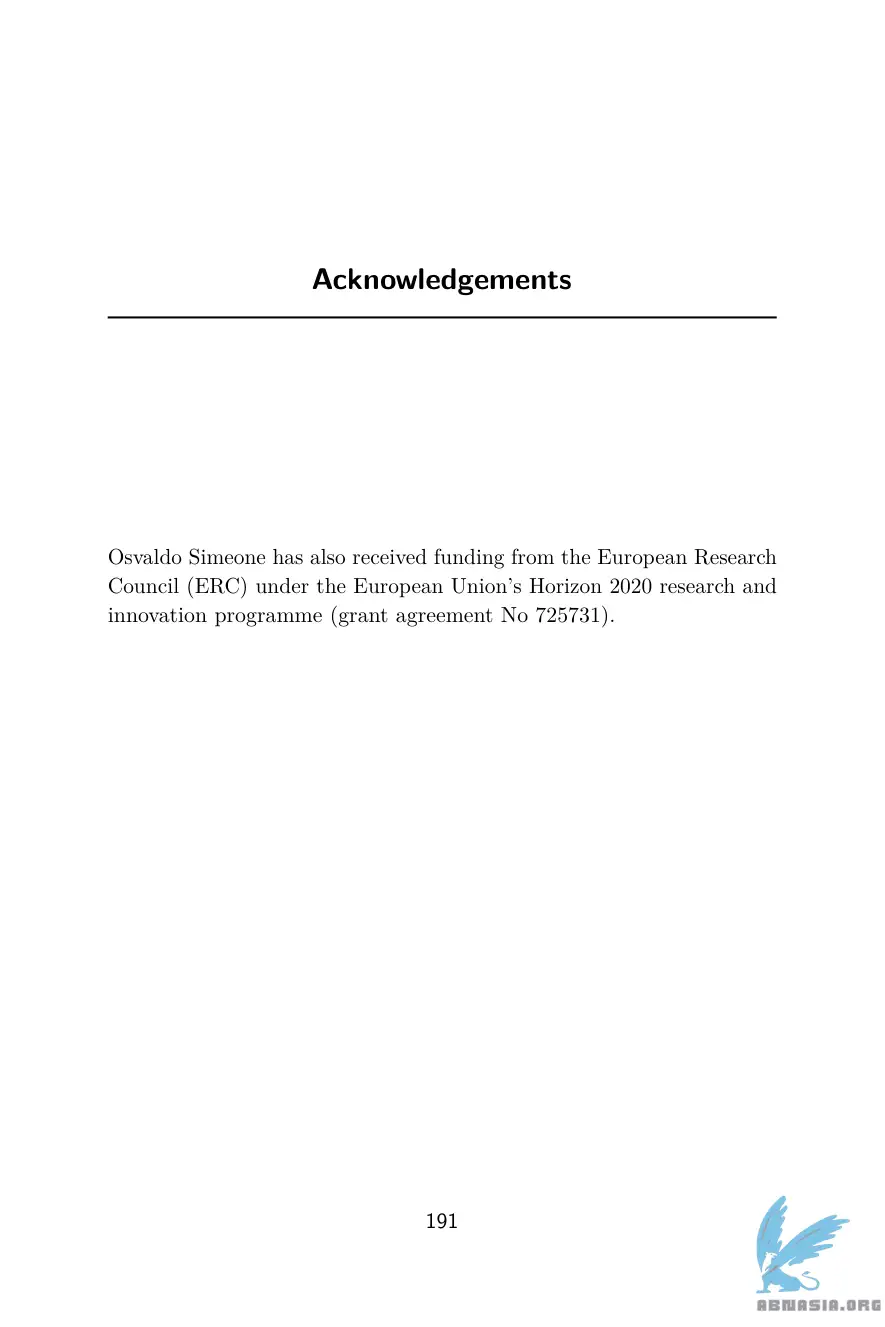 Acknowledgements
Osvaldo Simeone has also received funding from the European Research
Council (ERC) under the European Union's Horizon 2020 research and
innovation programme (grant agreement No 725731).
191
ABNASIA.ORG